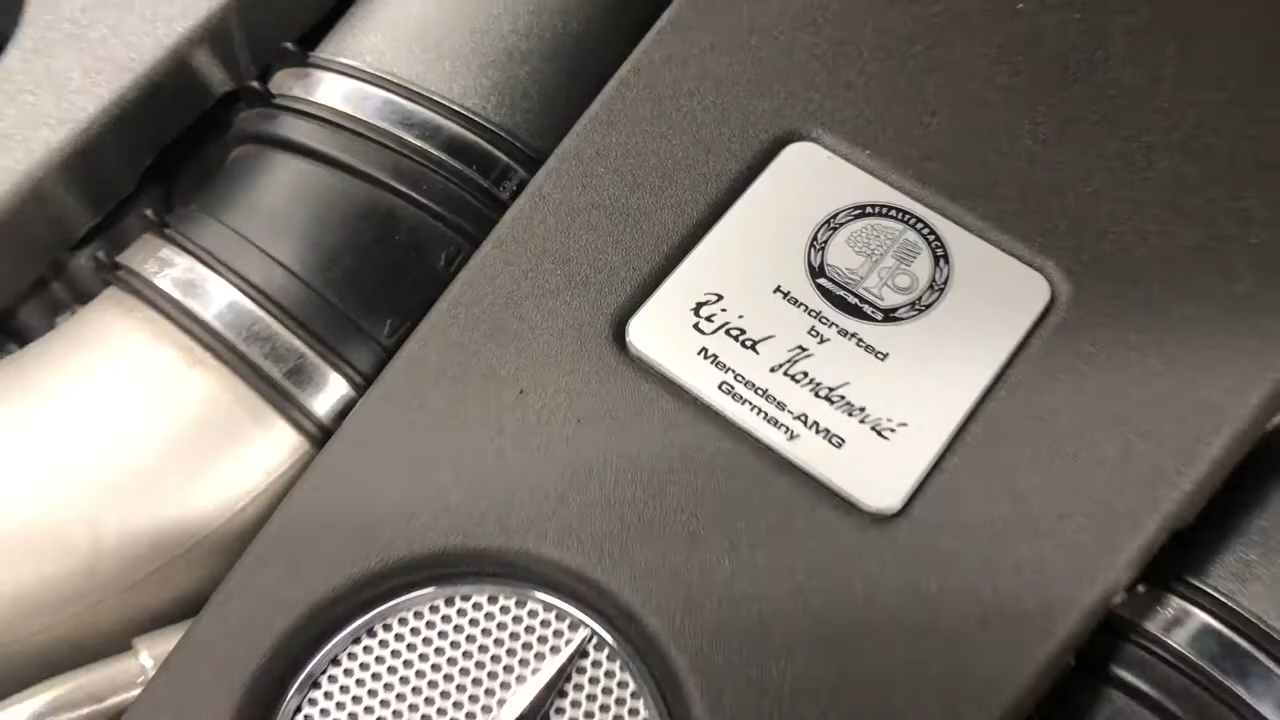 AFFALTERBACH
AMG
Handcrafted
by
Rijad Handanović
Mercedes-AMG
Germany